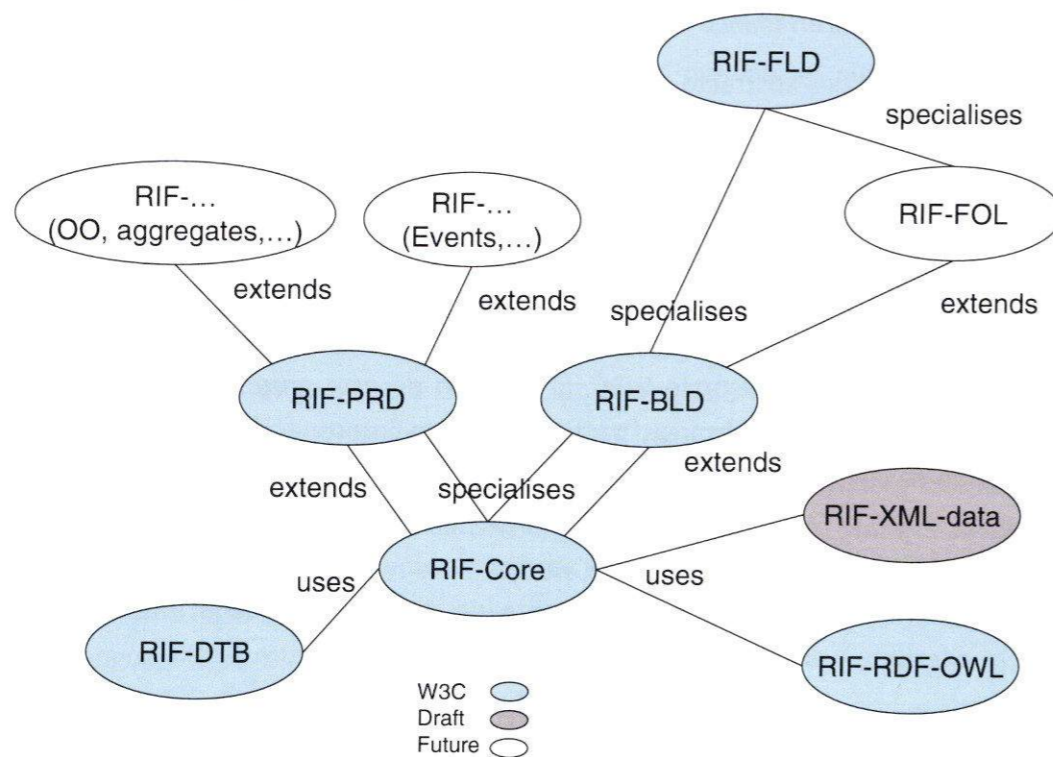 RIF-FLD
specialises
RIF-...
(OO, aggregates,...)
RIF-...
(Events,...)
RIF-FOL
extends
extends
specialises
extends
RIF-PRD
RIF-BLD
extends
specialises
extends
RIF-XML-data
RIF-Core
uses
uses
RIF-DTB
RIF-RDF-OWL
W3C
Draft
Future